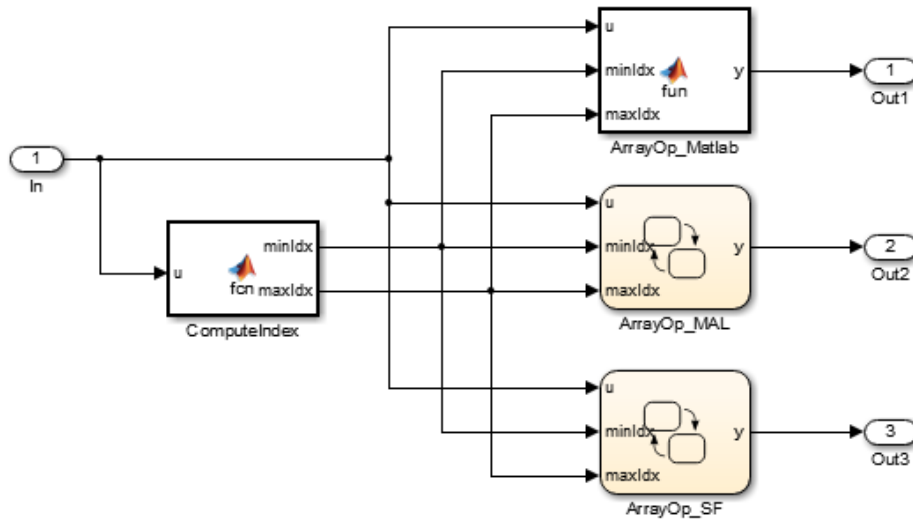 u
minIdx
fun
y
maxIdx
ArrayOp_Matlab
1
Out1
1
In
u
minIdx
fcn
maxIdx
ComputeIndex
u
minIdx
y
maxIdx
ArrayOp_MAL
2
Out2
u
minIdx
y
maxIdx
ArrayOp_SF
3
Out3